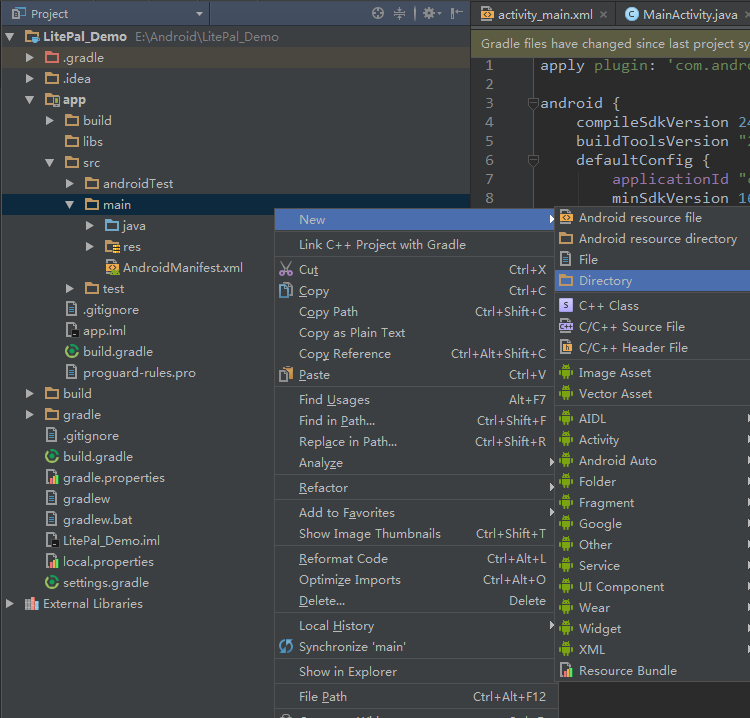 Project
LitePal_Demo E:\Android\LitePal_Demo
.gradle
.idea
app
build
libs
src
androidTest
main
java
res
AndroidManifest.xml
test
.gitignore
app.iml
build.gradle
proguard-rules.pro
build
gradle
.gitignore
build.gradle
gradle.properties
gradlew
gradlew.bat
LitePal_Demo.iml
local.properties
settings.gradle
External Libraries
activity_main.xml
MainActivity.java
Gradle files have changed since last project sy
1 apply plugin: 'com.andro
2
3 android {
4 compileSdkVersion 24
5 buildToolsVersion "2
6 defaultConfig {
7 applicationId "c
8 minSdkVersion 16
New
Link C++ Project with Gradle
Cut Ctrl+X
Copy Ctrl+C
Copy Path Ctrl+Shift+C
Copy as Plain Text
Copy Reference Ctrl+Alt+Shift+C
Paste Ctrl+V
Find Usages Alt+F7
Find in Path... Ctrl+Shift+F
Replace in Path... Ctrl+Shift+R
Analyze
Refactor
Add to Favorites
Show Image Thumbnails Ctrl+Shift+T
Reformat Code Ctrl+Alt+L
Optimize Imports Ctrl+Alt+O
Delete... Delete
Local History
Synchronize 'main'
Show in Explorer
File Path Ctrl+Alt+F12
Android resource file
Android resource directory
File
Directory
S C++ Class
C++ C/C++ Source File
h C/C++ Header File
Image Asset
Vector Asset
AIDL
Activity
Android Auto
Folder
Fragment
Google
Other
Service
UI Component
Wear
Widget
XML
Resource Bundle